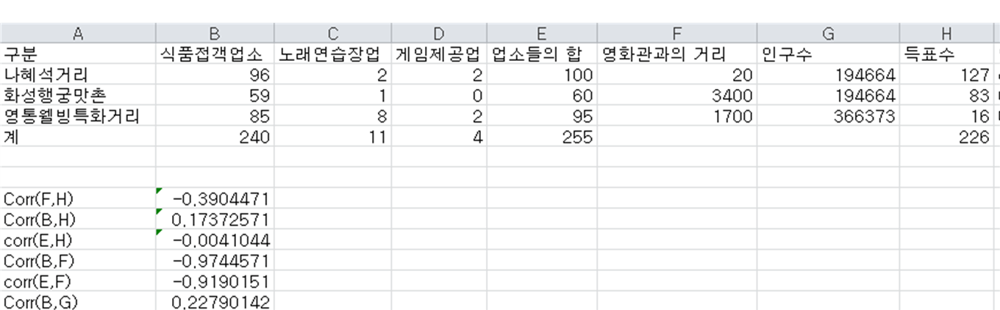 A B C D E F G H
구분 식품접객업소 노래연습장업 게임제공업 업소들의 합 영화관과의 거리 인구수 득표수
나혜석거리 96 2 2 100 20 194664 127
화성행궁맛촌 59 1 0 60 3400 194664 83
영통웰빙특화거리 85 8 2 95 1700 366373 16
계 240 11 4 255 226
Corr(F,H) -0.3904471
Corr(B,H) 0.17372571
corr(E,H) -0.0041044
Corr(B,F) -0.9744571
corr(E,F) -0.9190151
Corr(B,G) 0.22790142